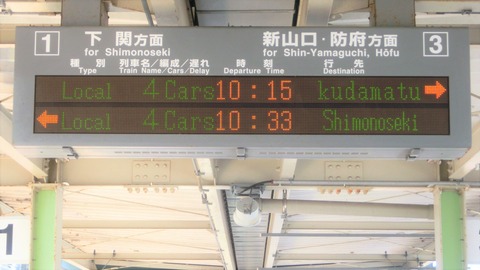 1 下関方面 新山口・防府方面 3
for Shimonoseki for Shin-Yamaguchi, Hōfu
種別 列車名／編成／遅れ 時刻 行先
Type Train Name/Cars/Delay Departure Time Destination
Local 4Cars 10:15 kudamatu →
← Local 4Cars 10:33 Shimonoseki
1